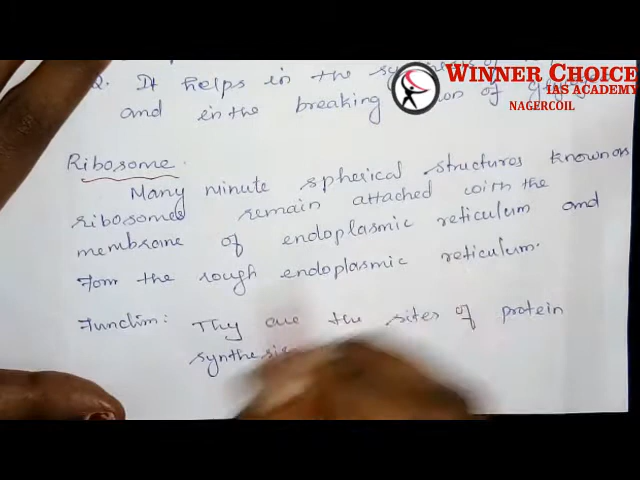 WINNER CHOICE
IAS ACADEMY
NAGERCOIL
2. It helps in the
and in the breaking of
Ribosome.
Many minute spherical structures known as
ribosomes remain attached with the
membrane of endoplasmic reticulum and
Form the rough endoplasmic reticulum.
Function: They are the sites of protein
synthesis